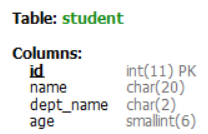 Table: student
Columns:
id int(11) PK
name char(20)
dept_name char(2)
age smallint(6)